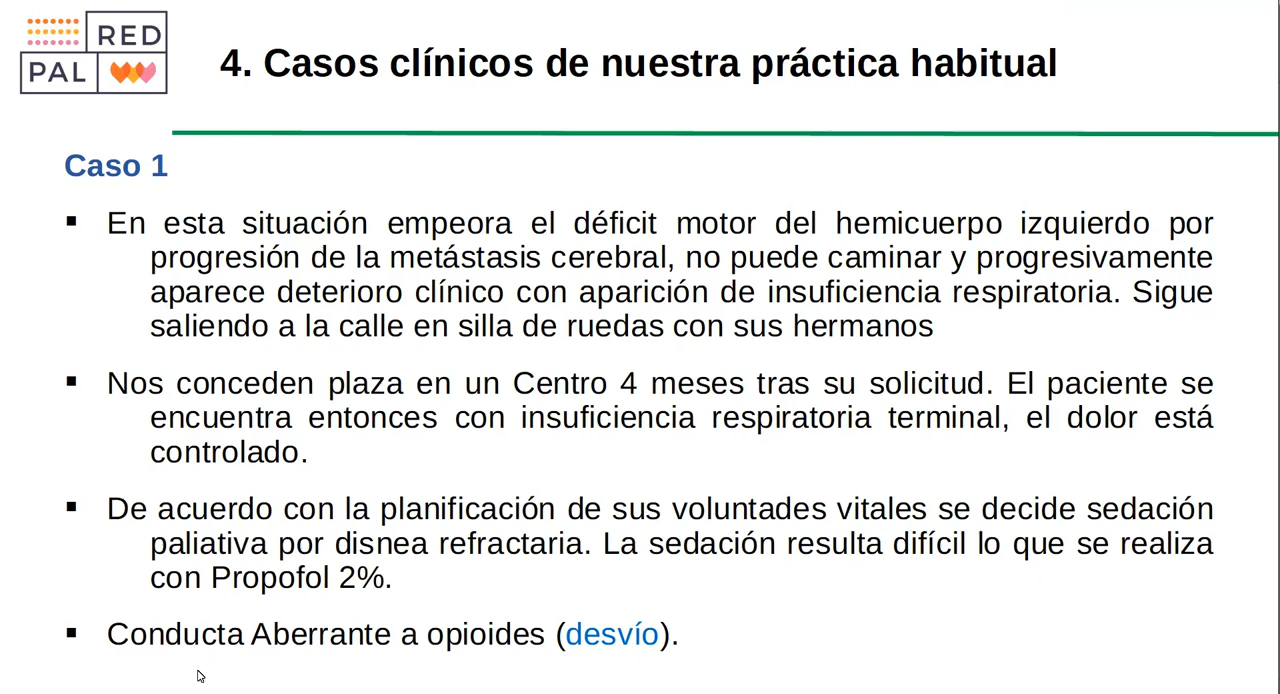 RED
PAL
4. Casos clínicos de nuestra práctica habitual
Caso 1
▪ En esta situación empeora el déficit motor del hemicuerpo izquierdo por
progresión de la metástasis cerebral, no puede caminar y progresivamente
aparece deterioro clínico con aparición de insuficiencia respiratoria. Sigue
saliendo a la calle en silla de ruedas con sus hermanos
▪ Nos conceden plaza en un Centro 4 meses tras su solicitud. El paciente se
encuentra entonces con insuficiencia respiratoria terminal, el dolor está
controlado.
▪ De acuerdo con la planificación de sus voluntades vitales se decide sedación
paliativa por disnea refractaria. La sedación resulta difícil lo que se realiza
con Propofol 2%.
▪ Conducta Aberrante a opioides (desvío).